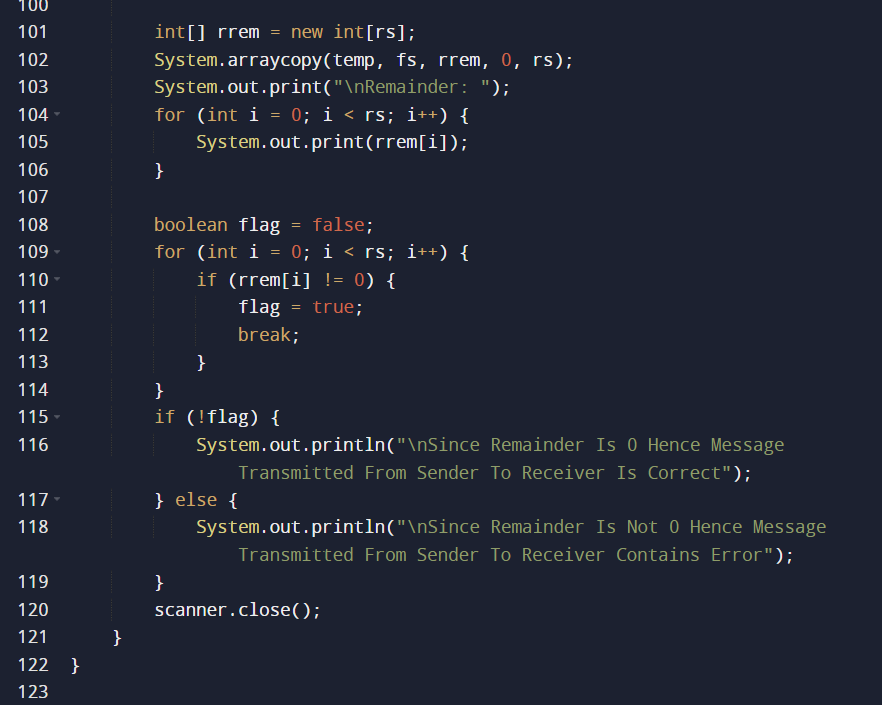 100
101 int[] rrem = new int[rs];
102 System.arraycopy(temp, fs, rrem, 0, rs);
103 System.out.print("\nRemainder: ");
104 for (int i = 0; i < rs; i++) {
105 System.out.print(rrem[i]);
106 }
107
108 boolean flag = false;
109 for (int i = 0; i < rs; i++) {
110 if (rrem[i] != 0) {
111 flag = true;
112 break;
113 }
114 }
115 if (!flag) {
116 System.out.println("\nSince Remainder Is 0 Hence Message
Transmitted From Sender To Receiver Is Correct");
117 } else {
118 System.out.println("\nSince Remainder Is Not 0 Hence Message
Transmitted From Sender To Receiver Contains Error");
119 }
120 scanner.close();
121 }
122 }
123